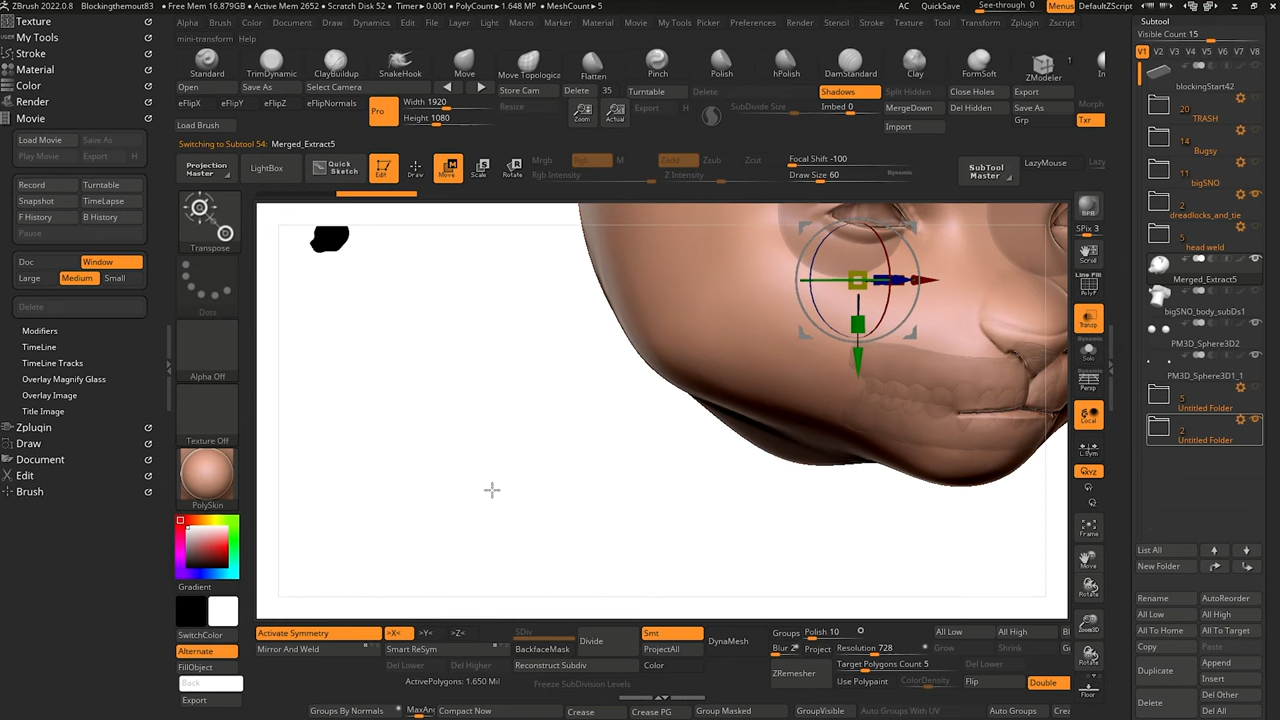 ZBrush 2022.0.8 Blockingthemout83 • Free Mem 16.879GB • Active Mem 2652 • Scratch Disk 52 • Timer▶0.001 • PolyCount▶1.648 MP • MeshCount▶5 AC QuickSave See-through 0 Menus DefaultZScript
Alpha Brush Color Document Draw Dynamics Edit File Layer Light Macro Marker Material Movie My Tools Picker Preferences Render Stencil Stroke Texture Tool Transform Zplugin Zscript
mini-transform Help
Standard TrimDynamic ClayBuildup SnakeHook Move Move Topologica Flatten Pinch Polish hPolish DamStandard Clay FormSoft ZModeler 1
Open Save As Select Camera Store Cam Delete 35 Turntable Delete Shadows Split Hidden Close Holes Export
eFlipX eFlipY eFlipZ eFlipNormals Pro Width 1920 Resize Zoom Actual Export H SubDivide Size Imbed 0 MergeDown Del Hidden Save As Morph
Load Brush Height 1080 Import Grp Txr
Switching to Subtool 54: Merged_Extract5
Projection Master LightBox Quick Sketch Edit Draw Move Scale Rotate Mrgb Rgb M Zadd Zsub Zcut Focal Shift -100 SubTool Master LazyMouse
Rgb Intensity Z Intensity Draw Size 60 Dynamic
Texture
My Tools
Stroke
Material
Color
Render
Movie
Load Movie Save As
Play Movie Export H
Record Turntable
Snapshot TimeLapse
F History B History
Pause
Doc Window
Large Medium Small
Delete
Modifiers
TimeLine
TimeLine Tracks
Overlay Magnify Glass
Overlay Image
Title Image
Zplugin
Draw
Document
Edit
Brush
Transpose
Dots
Alpha Off
Texture Off
PolySkin
Gradient
SwitchColor
Alternate
FillObject
Back
Export
BPR
SPix 3
Scroll
Line Fill
PolyF
Transp
Dynamic
Solo
Dynamic
Persp
Local
L.Sym
XYZ
Frame
Move
Rotate
Zoom3D
Rotate
Floor
Subtool
Visible Count 15
V1 V2 V3 V4 V5 V6 V7 V8
blockingStart42
20
TRASH
14
Bugsy
11
bigSNO
2
dreadlocks_and_tie
5
head weld
Merged_Extract5
bigSNO_body_subDs1
PM3D_Sphere3D2
PM3D_Sphere3D1_1
5
Untitled Folder
2
Untitled Folder
List All
New Folder
Rename AutoReorder
All Low All High
All To Home All To Target
Copy Paste
Duplicate Append
Insert
Delete Del Other
Del All
Activate Symmetry >X< >Y< >Z< SDiv Divide Smt DynaMesh Groups Polish 10 All Low All High
Mirror And Weld Smart ReSym BackfaceMask ProjectAll Blur 2 Project Resolution 728 Grow Shrink
Del Lower Del Higher Reconstruct Subdiv Color ZRemesher Target Polygons Count 5 Del Lower
ActivePolygons: 1.650 Mil Freeze SubDivision Levels Use Polypaint ColorDensity Flip Double
Groups By Normals MaxAn Compact Now Crease Crease PG Group Masked GroupVisible Auto Groups With UV Auto Groups